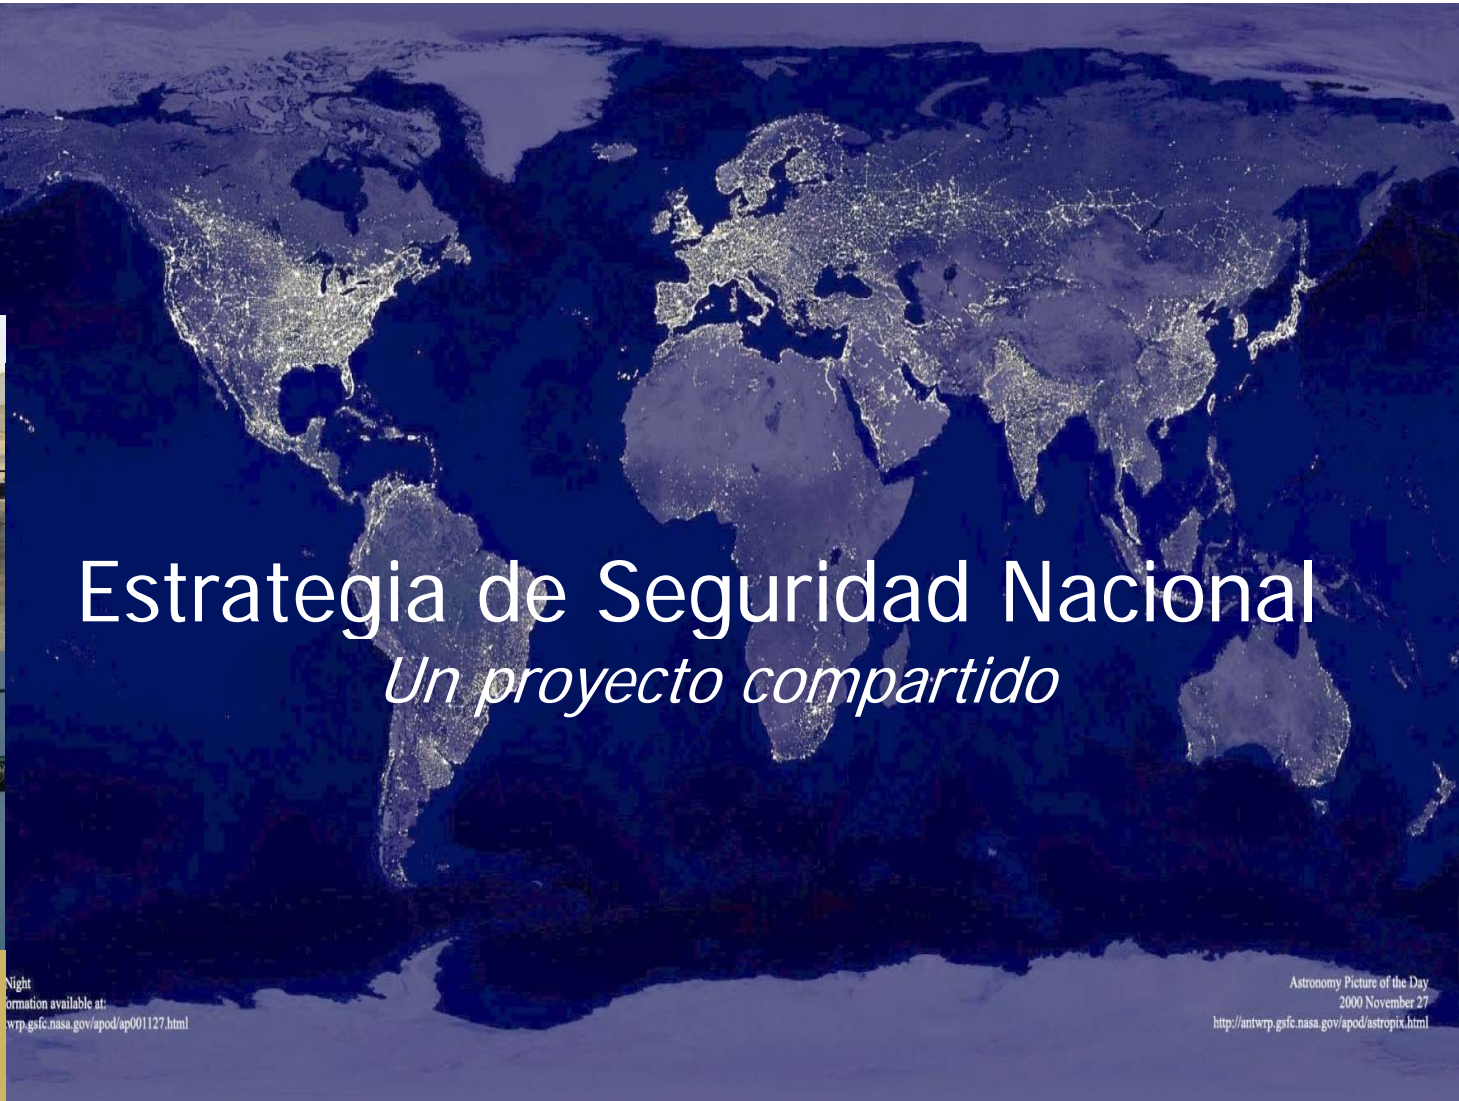 Estrategia de Seguridad Nacional
Un proyecto compartido
Night
ormation available at:
twrp.gsfc.nasa.gov/apod/ap001127.html
Astronomy Picture of the Day
2000 November 27
http://antwrp.gsfc.nasa.gov/apod/astropix.html